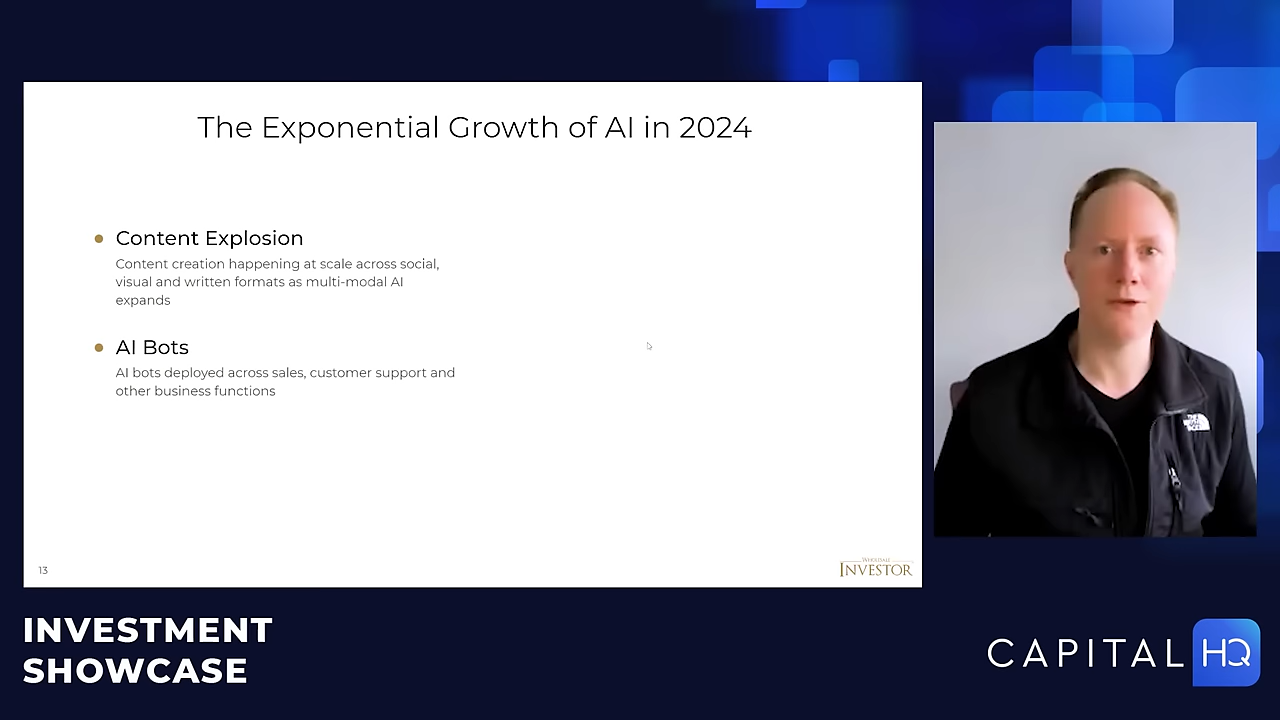 The Exponential Growth of AI in 2024
Content Explosion
Content creation happening at scale across social,
visual and written formats as multi-modal AI
expands
AI Bots
AI bots deployed across sales, customer support and
other business functions
13
WHOLESALE
INVESTOR
INVESTMENT
SHOWCASE
CAPITAL HQ